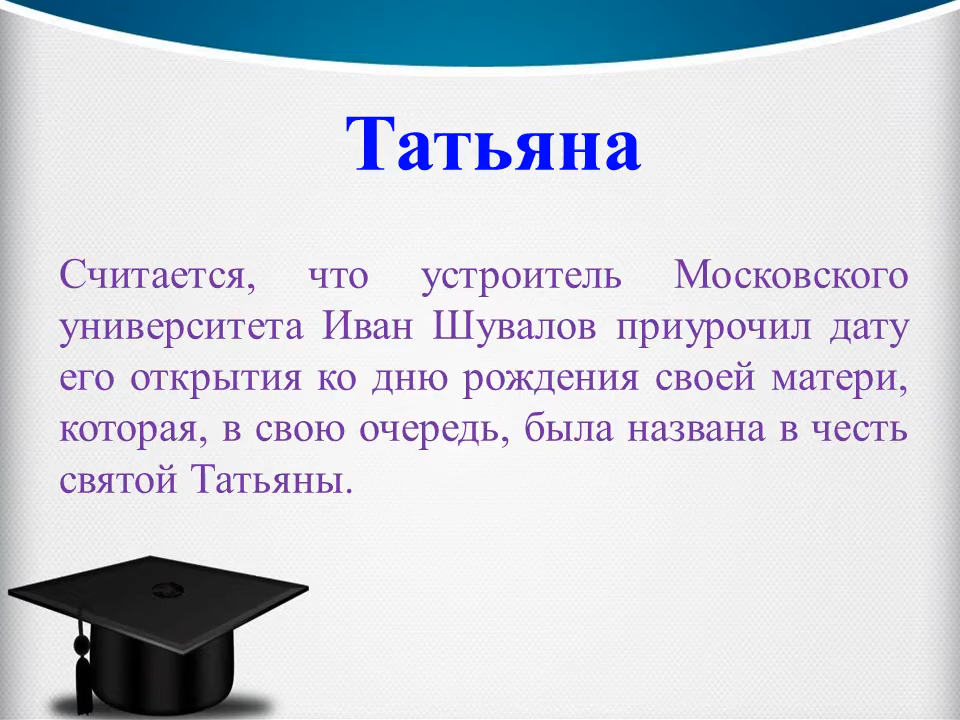 Татьяна
Считается, что устроитель Московского
университета Иван Шувалов приурочил дату
его открытия ко дню рождения своей матери,
которая, в свою очередь, была названа в честь
святой Татьяны.